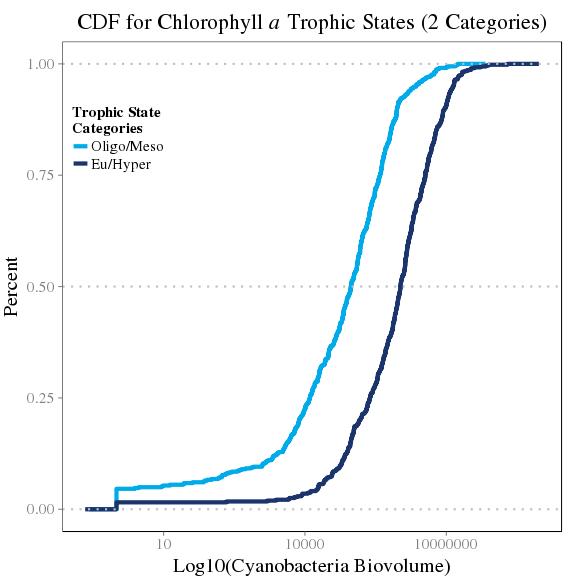 CDF for Chlorophyll a Trophic States (2 Categories)
1.00
Trophic State
Categories
Oligo/Meso
Eu/Hyper
0.75
Percent
0.50
0.25
0.00
10
10000
10000000
Log10(Cyanobacteria Biovolume)